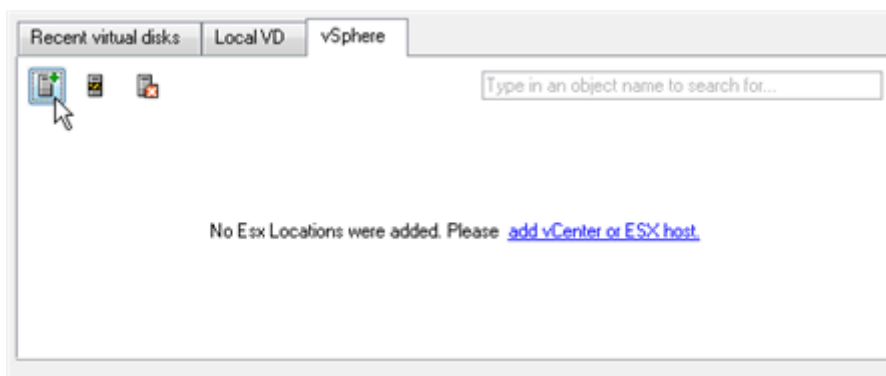 Recent virtual disks
Local VD
vSphere
Type in an object name to search for...
No Esx Locations were added. Please add vCenter or ESX host.